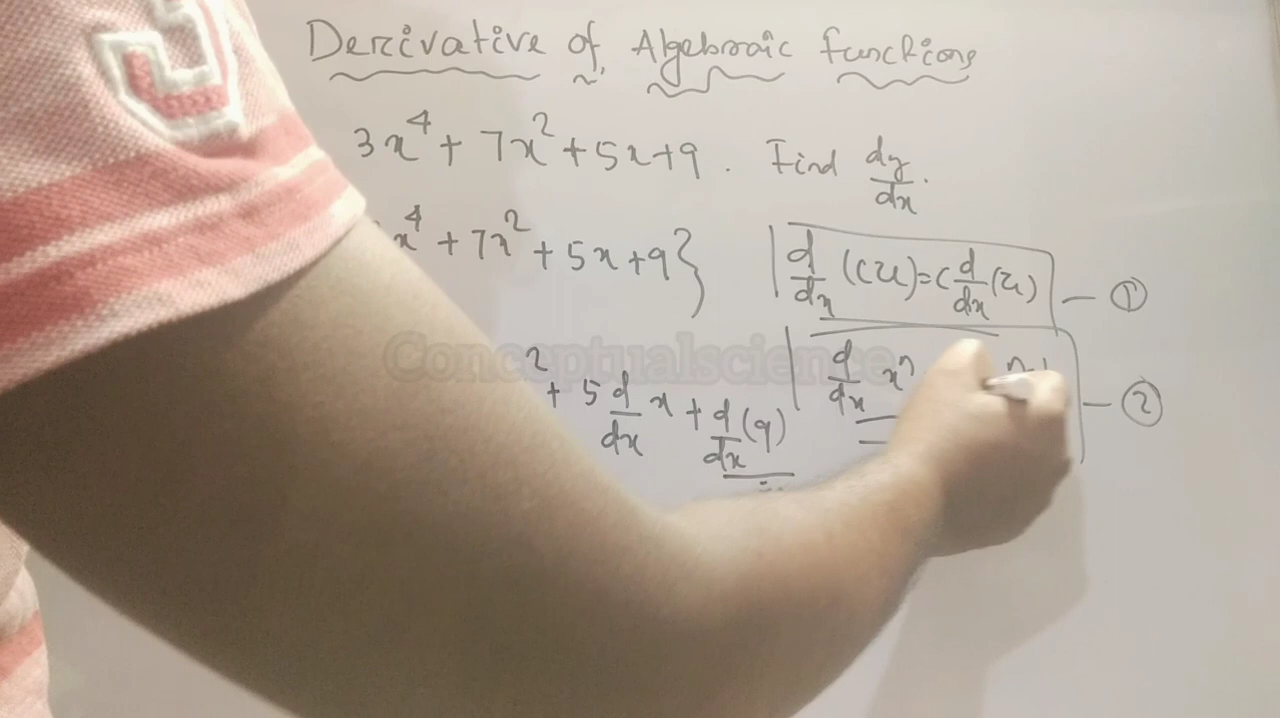 Derivative of Algebraic functions
3x⁴ + 7x² + 5x + 9 . Find dy/dx.
x⁴ + 7x² + 5x + 9}
d/dx (cu) = c d/dx (u) — ①
² + 5 d/dx x + d/dx (9)
d/dx xⁿ — ②
Conceptualscience